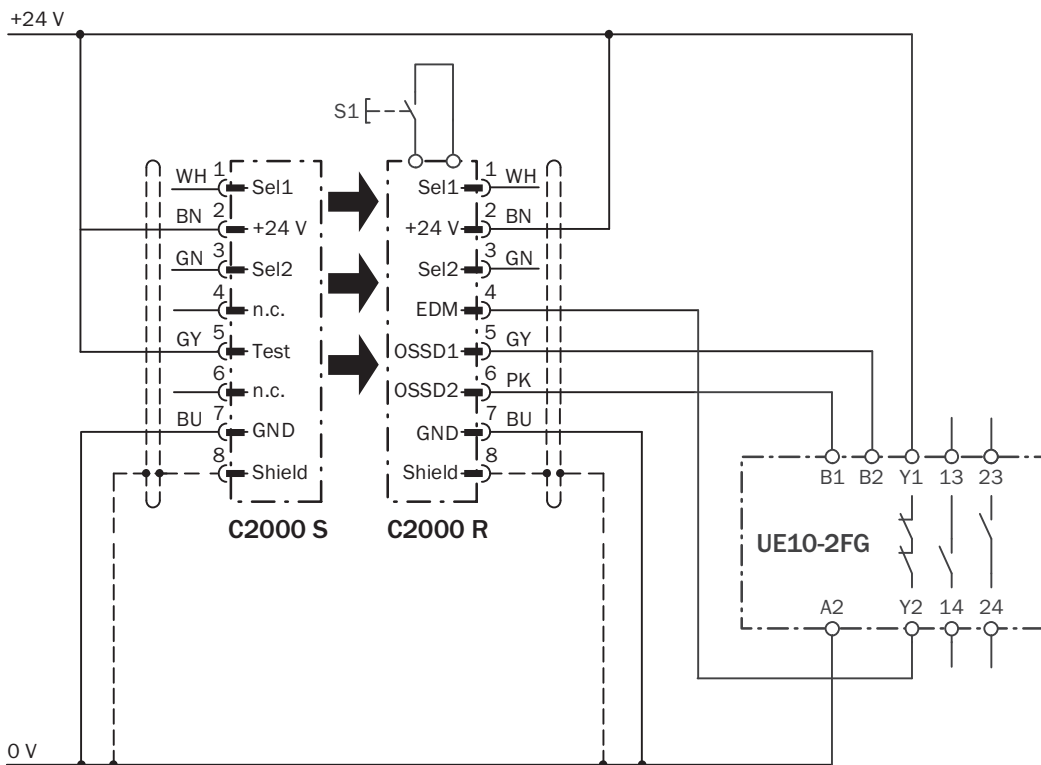 +24 V
S1
WH 1 Sel1
BN 2 +24 V
GN 3 Sel2
4 n.c.
GY 5 Test
6 n.c.
BU 7 GND
8 Shield
C2000 S
Sel1 1 WH
+24 V 2 BN
Sel2 3 GN
EDM 4
OSSD1 5 GY
OSSD2 6 PK
GND 7 BU
Shield 8
C2000 R
B1 B2 Y1 13 23
UE10-2FG
A2 Y2 14 24
0 V